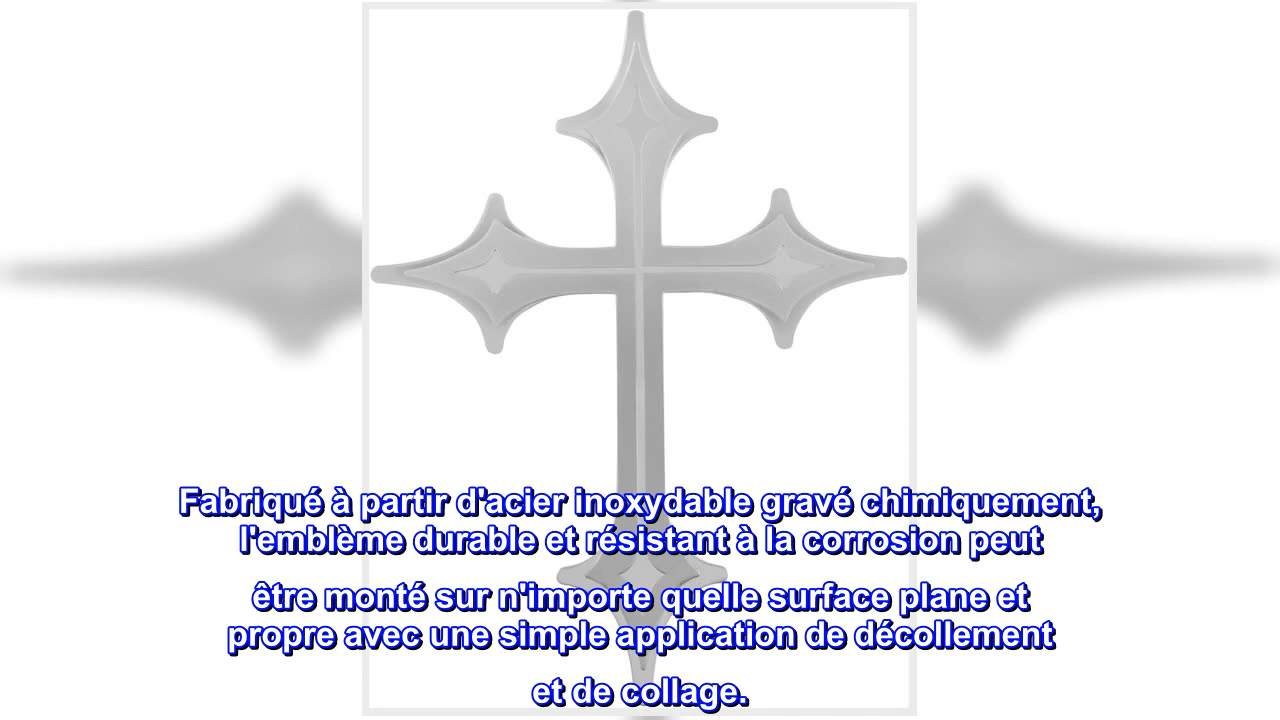 Fabriqué à partir d'acier inoxydable gravé chimiquement,
l'emblème durable et résistant à la corrosion peut
être monté sur n'importe quelle surface plane et
propre avec une simple application de décollement
et de collage.